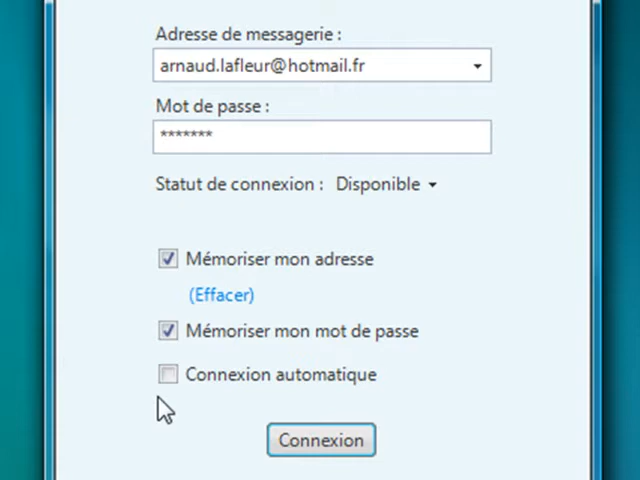 Adresse de messagerie :
arnaud.lafleur@hotmail.fr
Mot de passe :
*******
Statut de connexion : Disponible
Mémoriser mon adresse
(Effacer)
Mémoriser mon mot de passe
Connexion automatique
Connexion